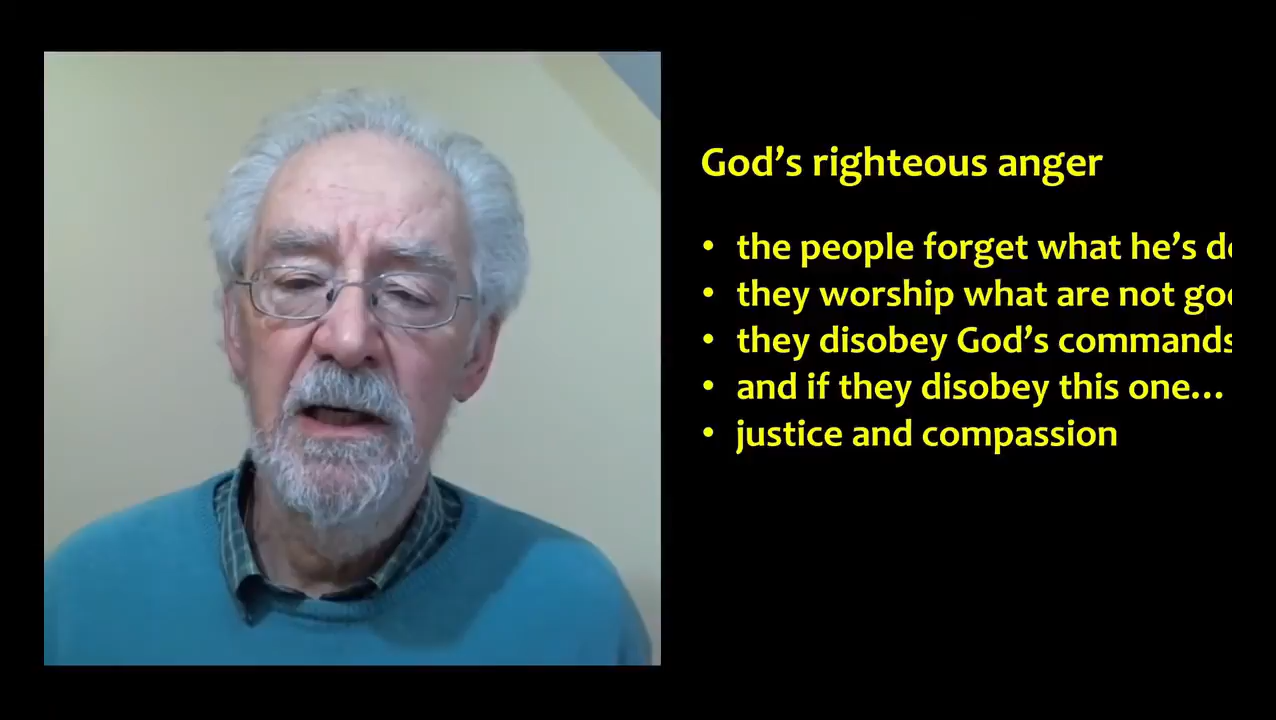 God’s righteous anger
• the people forget what he’s
• they worship what are not
• they disobey God’s commands
• and if they disobey this one…
• justice and compassion